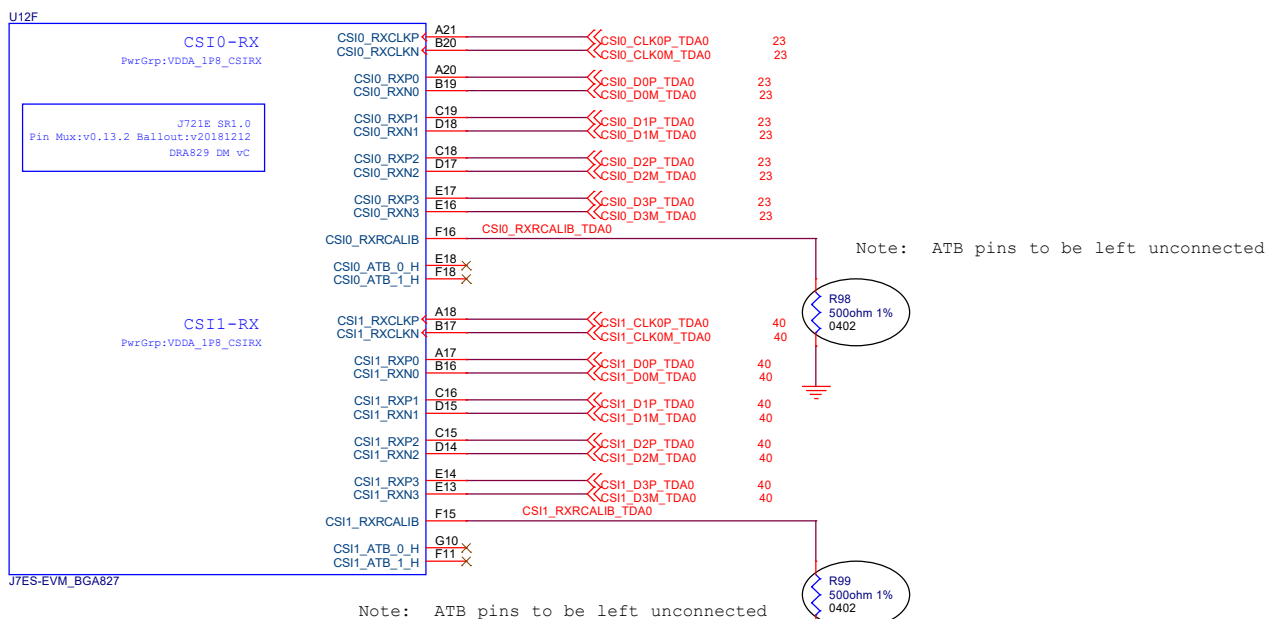 U12F
CSI0-RX
PwrGrp:VDDA_1P8_CSIRX
J721E SR1.0
Pin Mux:v0.13.2 Ballout:v20181212
DRA829 DM vC
CSI0_RXCLKP A21 CSI0_CLK0P_TDA0 23
CSI0_RXCLKN B20 CSI0_CLK0M_TDA0 23
CSI0_RXP0 A20 CSI0_D0P_TDA0 23
CSI0_RXN0 B19 CSI0_D0M_TDA0 23
CSI0_RXP1 C19 CSI0_D1P_TDA0 23
CSI0_RXN1 D18 CSI0_D1M_TDA0 23
CSI0_RXP2 C18 CSI0_D2P_TDA0 23
CSI0_RXN2 D17 CSI0_D2M_TDA0 23
CSI0_RXP3 E17 CSI0_D3P_TDA0 23
CSI0_RXN3 E16 CSI0_D3M_TDA0 23
CSI0_RXRCALIB F16 CSI0_RXRCALIB_TDA0
Note: ATB pins to be left unconnected
CSI0_ATB_0_H E18
CSI0_ATB_1_H F18
R98
500ohm 1%
0402
CSI1-RX
PwrGrp:VDDA_1P8_CSIRX
CSI1_RXCLKP A18 CSI1_CLK0P_TDA0 40
CSI1_RXCLKN B17 CSI1_CLK0M_TDA0 40
CSI1_RXP0 A17 CSI1_D0P_TDA0 40
CSI1_RXN0 B16 CSI1_D0M_TDA0 40
CSI1_RXP1 C16 CSI1_D1P_TDA0 40
CSI1_RXN1 D15 CSI1_D1M_TDA0 40
CSI1_RXP2 C15 CSI1_D2P_TDA0 40
CSI1_RXN2 D14 CSI1_D2M_TDA0 40
CSI1_RXP3 E14 CSI1_D3P_TDA0 40
CSI1_RXN3 E13 CSI1_D3M_TDA0 40
CSI1_RXRCALIB F15 CSI1_RXRCALIB_TDA0
CSI1_ATB_0_H G10
CSI1_ATB_1_H F11
J7ES-EVM_BGA827
R99
500ohm 1%
0402
Note: ATB pins to be left unconnected